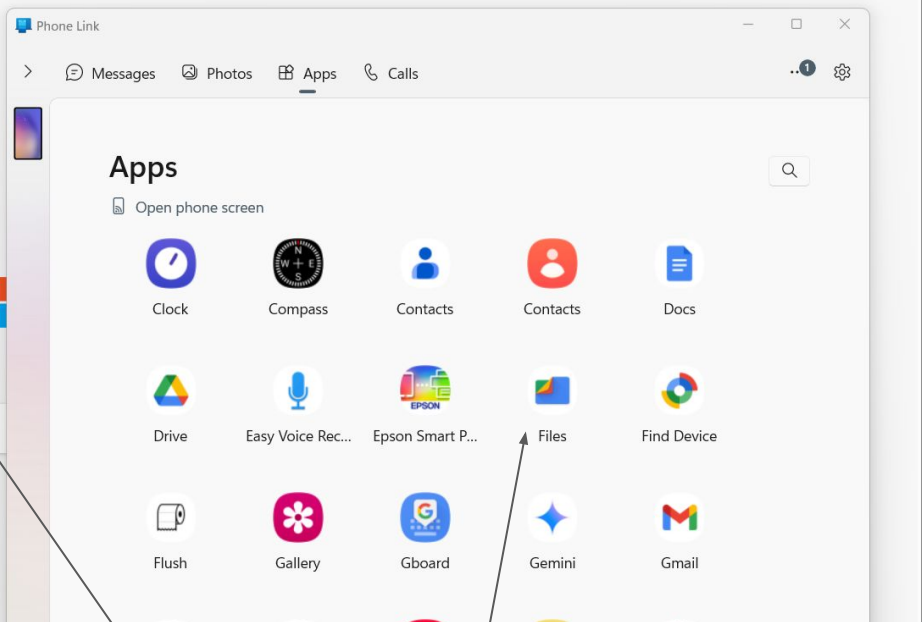 Phone Link
Messages Photos Apps Calls
1
Apps
Open phone screen
N
W E
S
Clock Compass Contacts Contacts Docs
EPSON
Drive Easy Voice Rec... Epson Smart P... Files Find Device
G
Flush Gallery Gboard Gemini Gmail